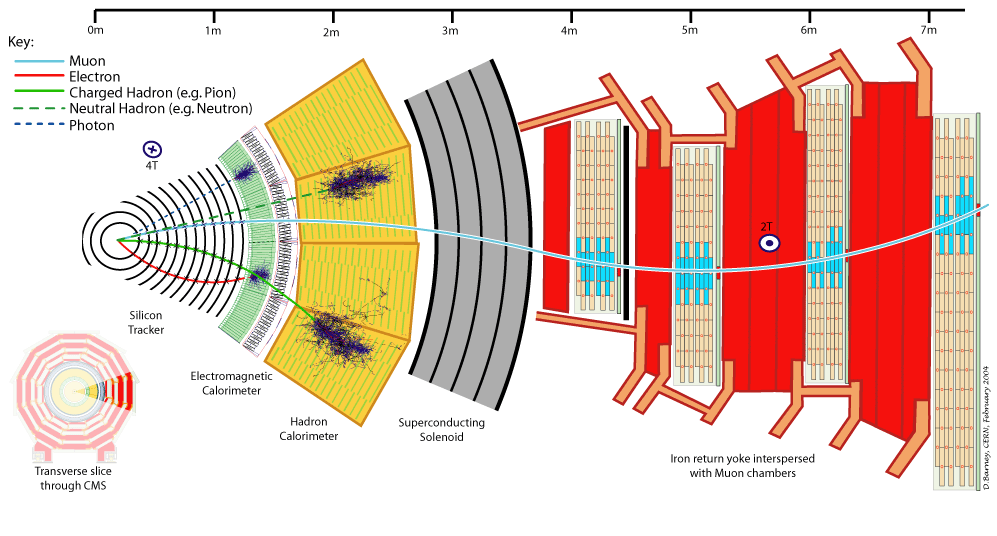 0m 1m 2m 3m 4m 5m 6m 7m
Key:
Muon
Electron
Charged Hadron (e.g. Pion)
Neutral Hadron (e.g. Neutron)
Photon
4T
2T
Silicon
Tracker
Electromagnetic
Calorimeter
Hadron
Calorimeter
Superconducting
Solenoid
Iron return yoke interspersed
with Muon chambers
Transverse slice
through CMS
D. Barney, CERN, February 2004